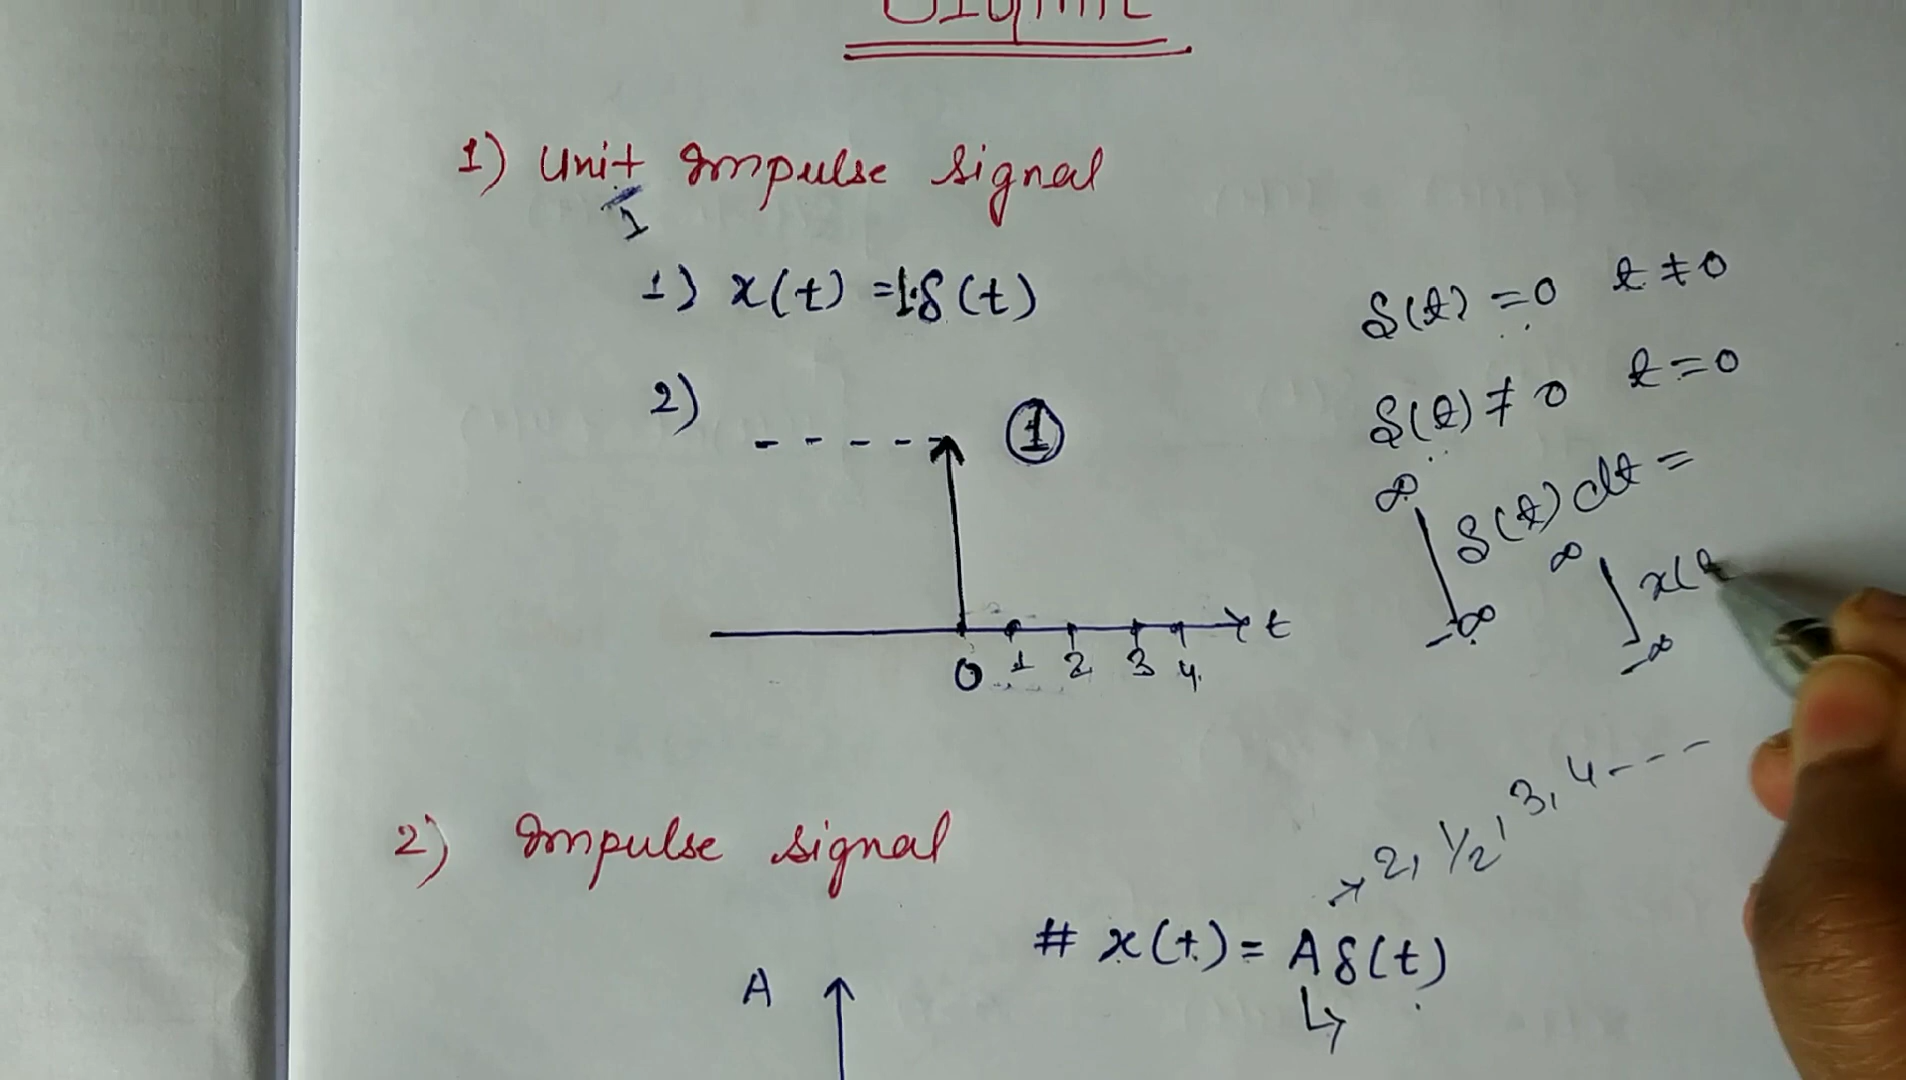 1) Unit Impulse Signal
1
1) x(t) = 1·δ(t)
δ(t) = 0 t ≠ 0
2)
1
δ(t) ≠ 0 t = 0
∞
∫ δ(t) dt =
-∞
∞
∫ x(t
-∞
t
0 1 2 3 4
2) Impulse signal
→ 2, 1/2, 3, 4 ---
# x(t) = A δ(t)
A